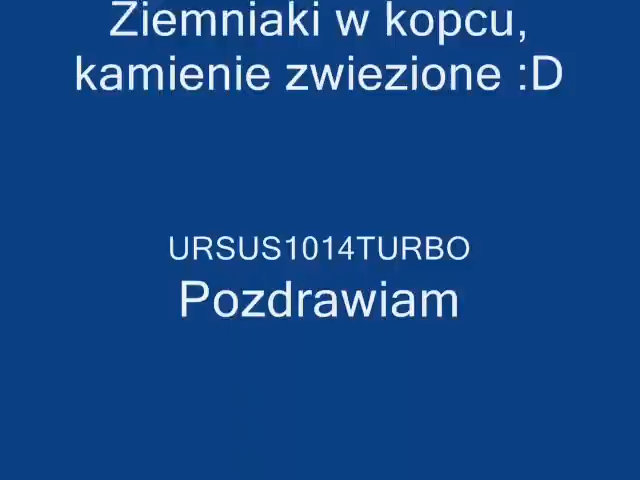 Ziemniaki w kopcu,
kamienie zwiezione :D
URSUS1014TURBO
Pozdrawiam